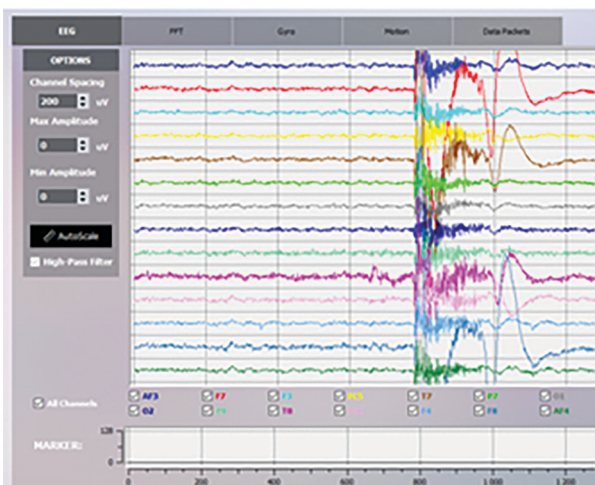 EEG FFT Gyro Motion Data Packets
OPTIONS
Channel Spacing
200 uV
Max Amplitude
0 uV
Min Amplitude
0 uV
AutoScale
High-Pass Filter
All Channels
AF3 F7 F3 FC5 T7 P7 O1
O2 P8 T8 F4 F8 AF4
MARKER:
128
0
0 200 400 600 800 1 000 1 200